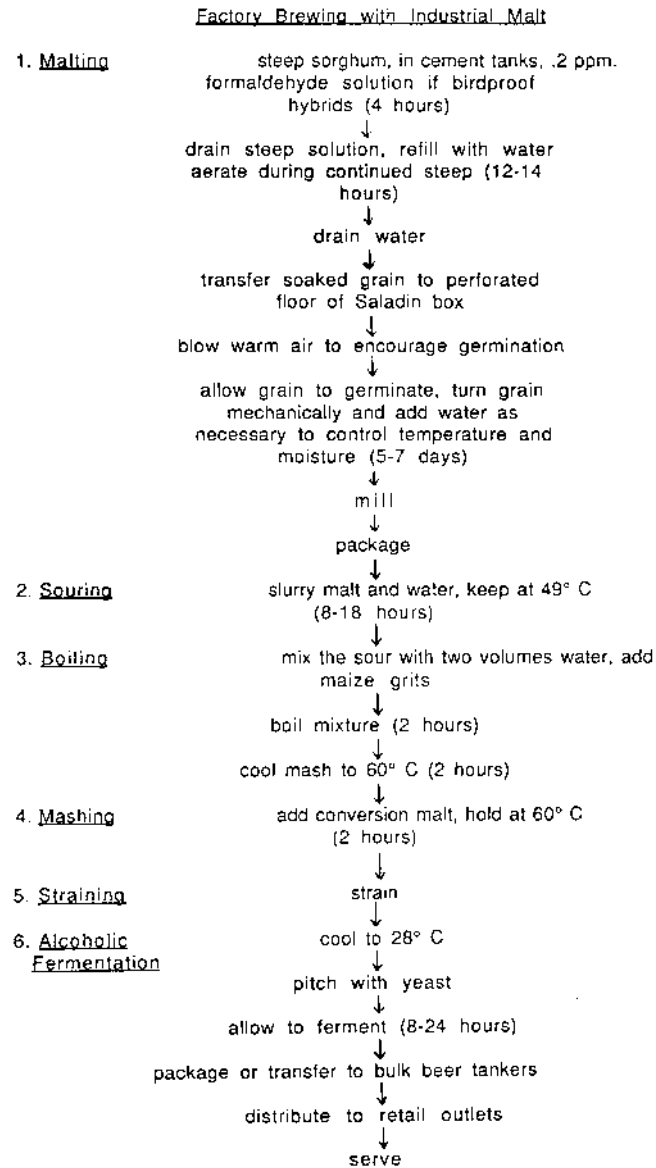 Factory Brewing with Industrial Malt
1. Malting steep sorghum, in cement tanks, .2 ppm.
formaldehyde solution if birdproof
hybrids (4 hours)
↓
drain steep solution, refill with water
aerate during continued steep (12-14
hours)
↓
drain water
↓
transfer soaked grain to perforated
floor of Saladin box
↓
blow warm air to encourage germination
↓
allow grain to germinate, turn grain
mechanically and add water as
necessary to control temperature and
moisture (5-7 days)
↓
mill
↓
package
↓
2. Souring slurry malt and water, keep at 49° C
(8-18 hours)
↓
3. Boiling mix the sour with two volumes water, add
maize grits
↓
boil mixture (2 hours)
↓
cool mash to 60° C (2 hours)
↓
4. Mashing add conversion malt, hold at 60° C
(2 hours)
↓
5. Straining strain
↓
6. Alcoholic cool to 28° C
Fermentation
↓
pitch with yeast
↓
allow to ferment (8-24 hours)
↓
package or transfer to bulk beer tankers
↓
distribute to retail outlets
↓
serve